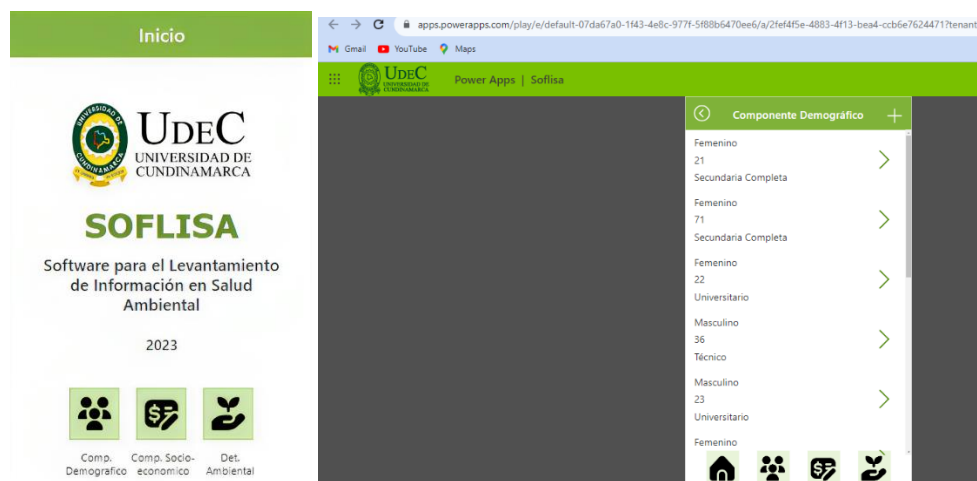 Inicio
UDEC
UNIVERSIDAD DE
CUNDINAMARCA
SOFLISA
Software para el Levantamiento
de Información en Salud
Ambiental
2023
Comp.
Demografico
Comp. Socio-
economico
Det.
Ambiental
apps.powerapps.com/play/e/default-07da67a0-1f43-4e8c-977f-5f88b6470ee6/a/2fef4f5e-4883-4f13-bea4-ccb6e7624471?tenant
Gmail YouTube Maps
UDEC
UNIVERSIDAD DE
CUNDINAMARCA
Power Apps | Soflisa
Componente Demográfico
Femenino
21
Secundaria Completa
Femenino
71
Secundaria Completa
Femenino
22
Universitario
Masculino
36
Técnico
Masculino
23
Universitario
Femenino